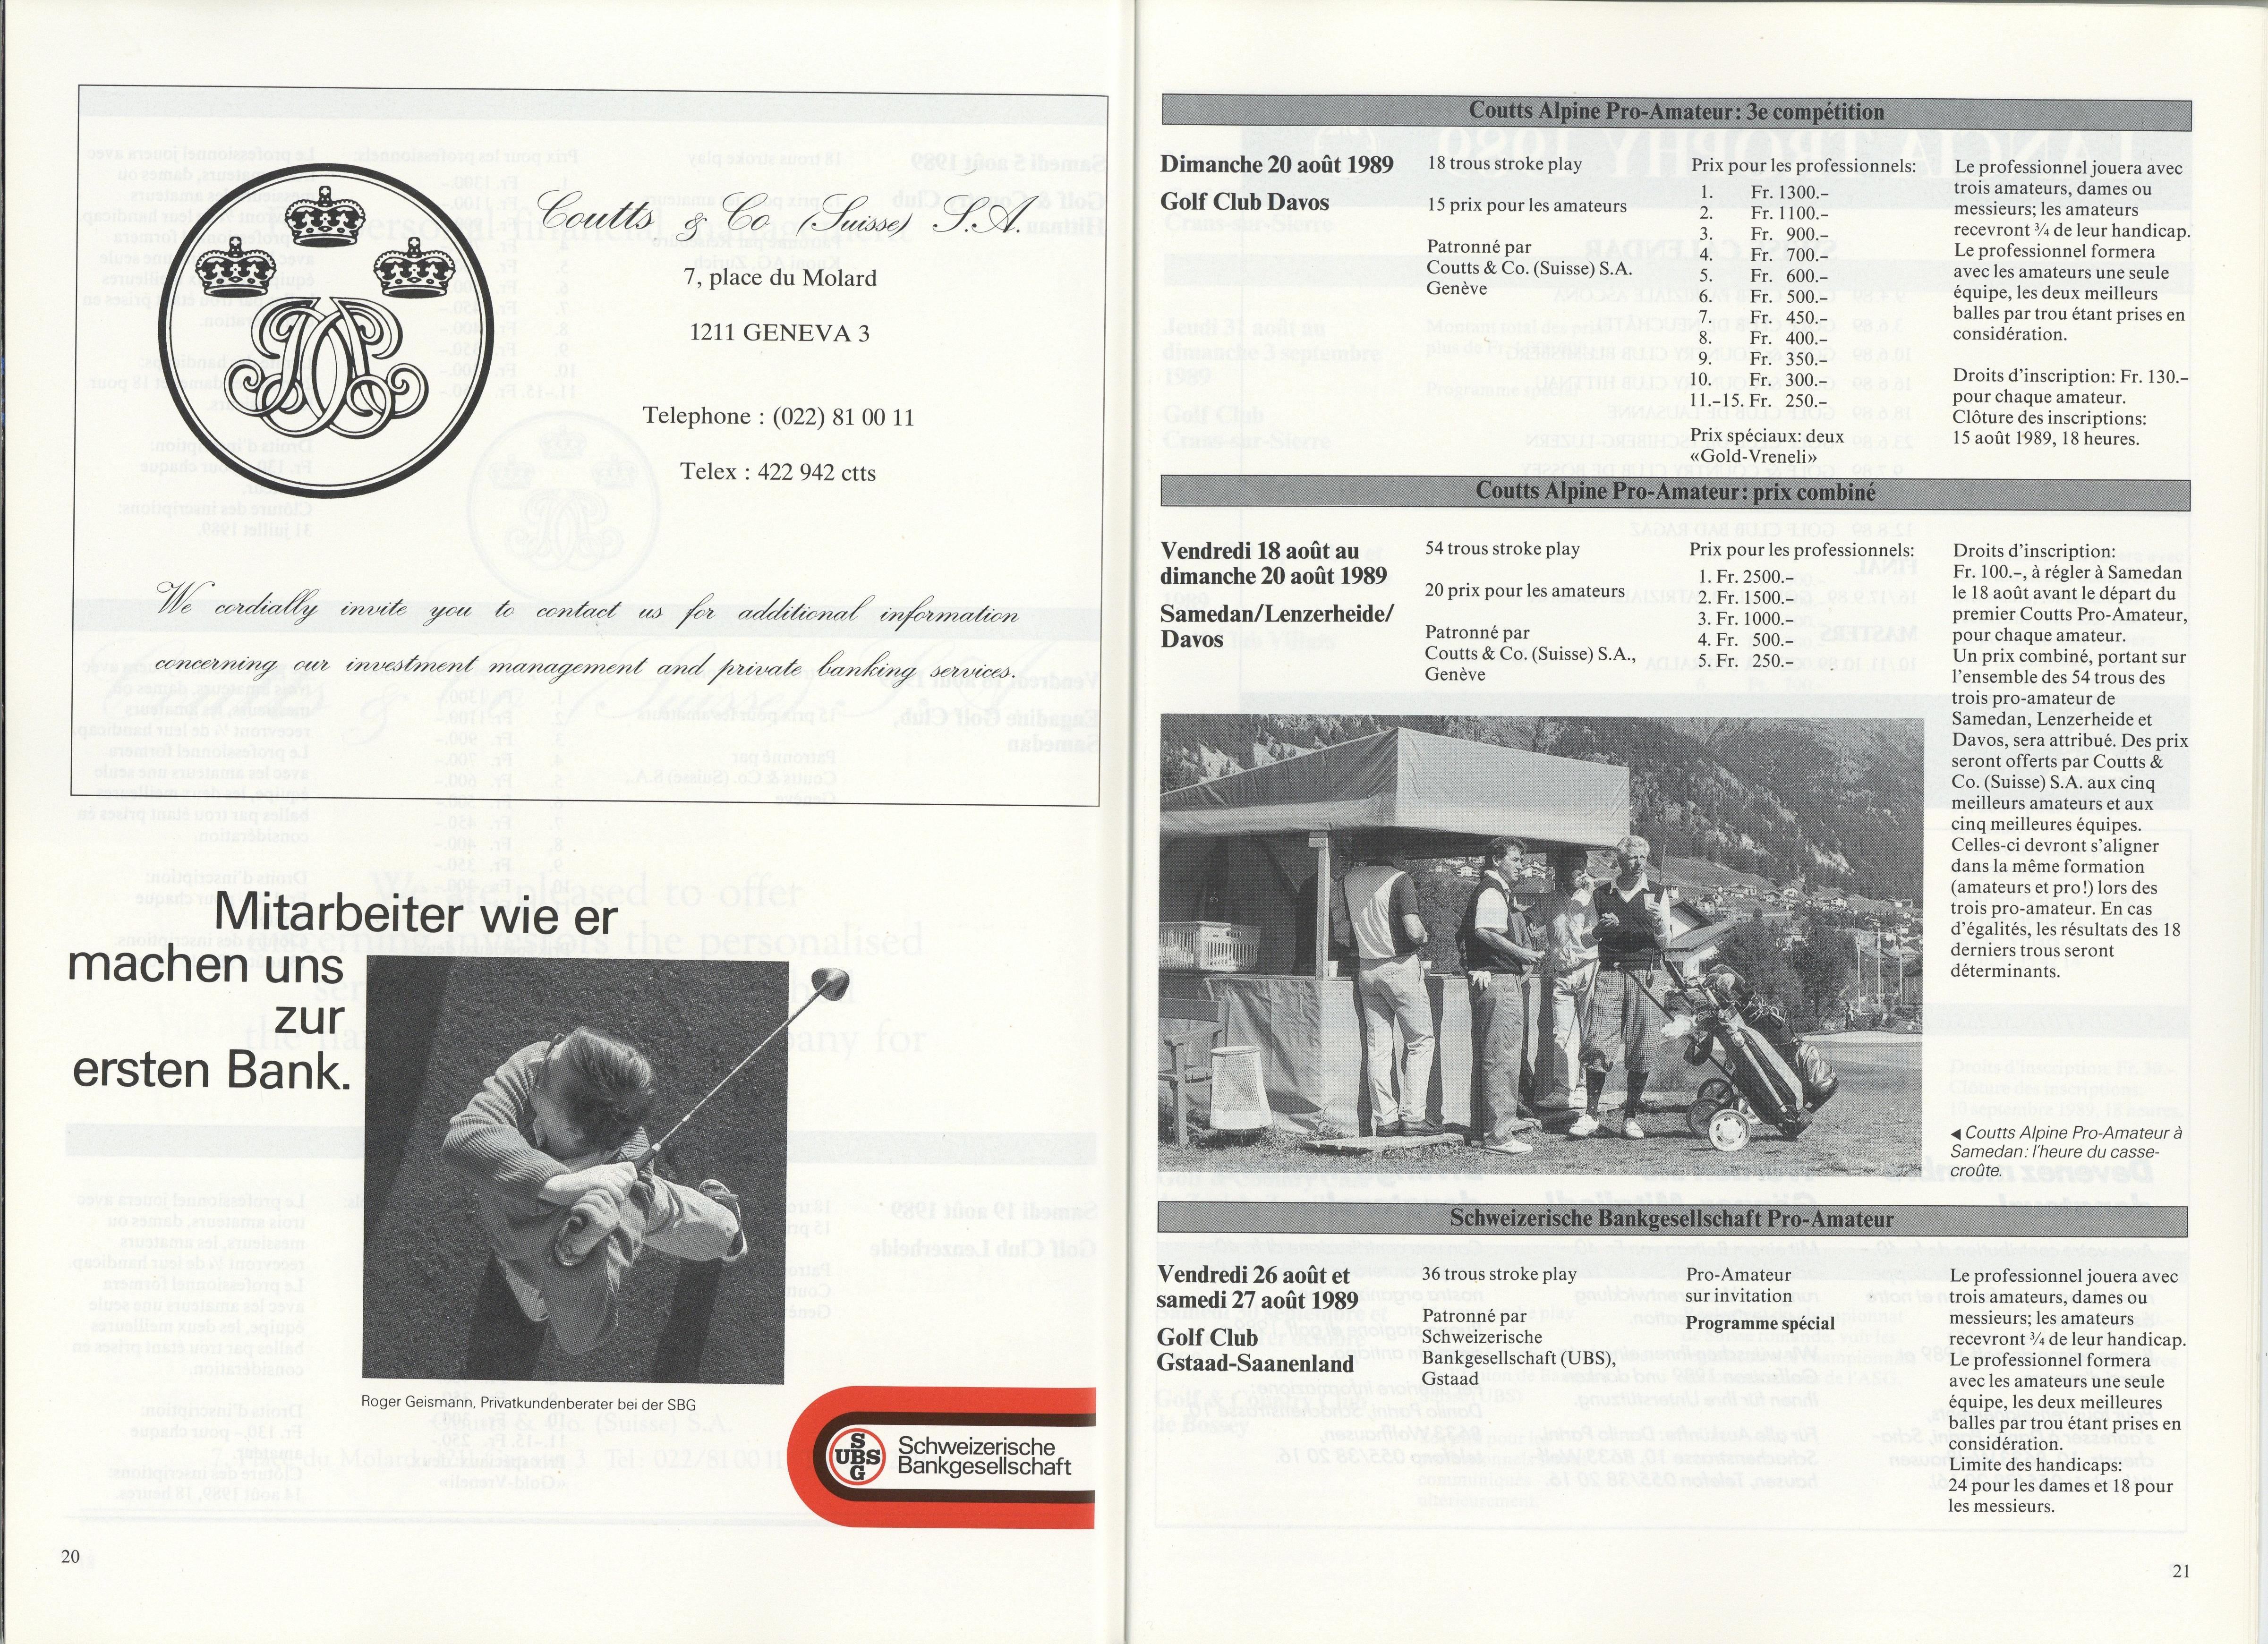 Coutts & Co (Suisse) S.A.
7, place du Molard
1211 GENEVA 3
Telephone : (022) 81 00 11
Telex : 422 942 ctts
We cordially invite you to contact us for additional information
concerning our investment management and private banking services.
Mitarbeiter wie er
machen uns
zur
ersten Bank.
Roger Geismann, Privatkundenberater bei der SBG
UBS
SBG
Schweizerische
Bankgesellschaft
20
Coutts Alpine Pro-Amateur: 3e compétition
Dimanche 20 août 1989
Golf Club Davos
18 trous stroke play
15 prix pour les amateurs
Patronné par
Coutts & Co. (Suisse) S.A.
Genève
Prix pour les professionnels:
1. Fr. 1300.–
2. Fr. 1100.–
3. Fr. 900.–
4. Fr. 700.–
5. Fr. 600.–
6. Fr. 500.–
7. Fr. 450.–
8. Fr. 400.–
9. Fr. 350.–
10. Fr. 300.–
11.–15. Fr. 250.–
Prix spéciaux: deux
«Gold-Vreneli»
Le professionnel jouera avec
trois amateurs, dames ou
messieurs; les amateurs
recevront ¾ de leur handicap.
Le professionnel formera
avec les amateurs une seule
équipe, les deux meilleurs
balles par trou étant prises en
considération.
Droits d'inscription: Fr. 130.–
pour chaque amateur.
Clôture des inscriptions:
15 août 1989, 18 heures.
Coutts Alpine Pro-Amateur: prix combiné
Vendredi 18 août au
dimanche 20 août 1989
Samedan/Lenzerheide/
Davos
54 trous stroke play
20 prix pour les amateurs
Patronné par
Coutts & Co. (Suisse) S.A.,
Genève
Prix pour les professionnels:
1. Fr. 2500.–
2. Fr. 1500.–
3. Fr. 1000.–
4. Fr. 500.–
5. Fr. 250.–
Droits d'inscription:
Fr. 100.–, à régler à Samedan
le 18 août avant le départ du
premier Coutts Pro-Amateur,
pour chaque amateur.
Un prix combiné, portant sur
l'ensemble des 54 trous des
trois pro-amateur de
Samedan, Lenzerheide et
Davos, sera attribué. Des prix
seront offerts par Coutts &
Co. (Suisse) S.A. aux cinq
meilleurs amateurs et aux
cinq meilleures équipes.
Celles-ci devront s'aligner
dans la même formation
(amateurs et pro!) lors des
trois pro-amateur. En cas
d'égalités, les résultats des 18
derniers trous seront
déterminants.
◀ Coutts Alpine Pro-Amateur à
Samedan: l'heure du casse-
croûte.
Schweizerische Bankgesellschaft Pro-Amateur
Vendredi 26 août et
samedi 27 août 1989
Golf Club
Gstaad-Saanenland
36 trous stroke play
Patronné par
Schweizerische
Bankgesellschaft (UBS),
Gstaad
Pro-Amateur
sur invitation
Programme spécial
Le professionnel jouera avec
trois amateurs, dames ou
messieurs; les amateurs
recevront ¾ de leur handicap.
Le professionnel formera
avec les amateurs une seule
équipe, les deux meilleures
balles par trou étant prises en
considération.
Limite des handicaps:
24 pour les dames et 18 pour
les messieurs.
21